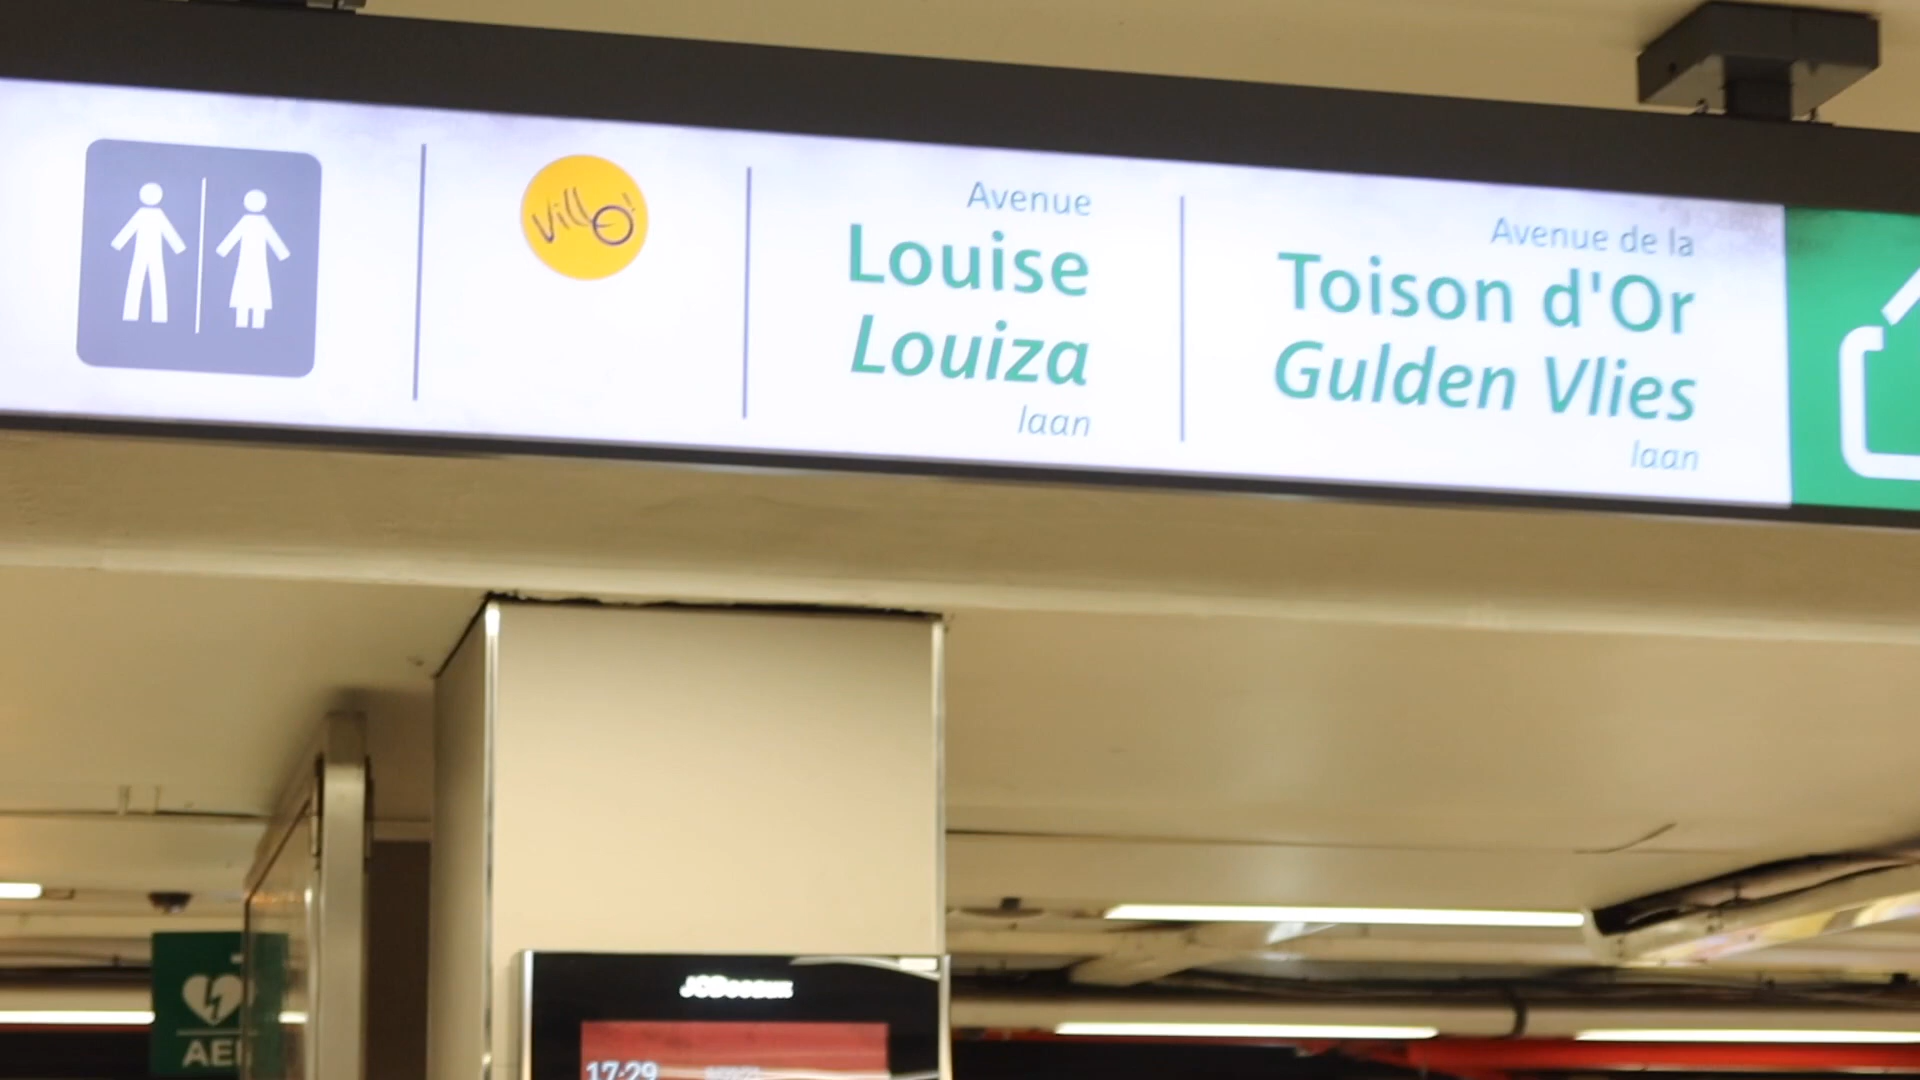 Villo!
Avenue
Louise
Louiza
laan
Avenue de la
Toison d'Or
Gulden Vlies
laan
JCDecaux
17:29
AED